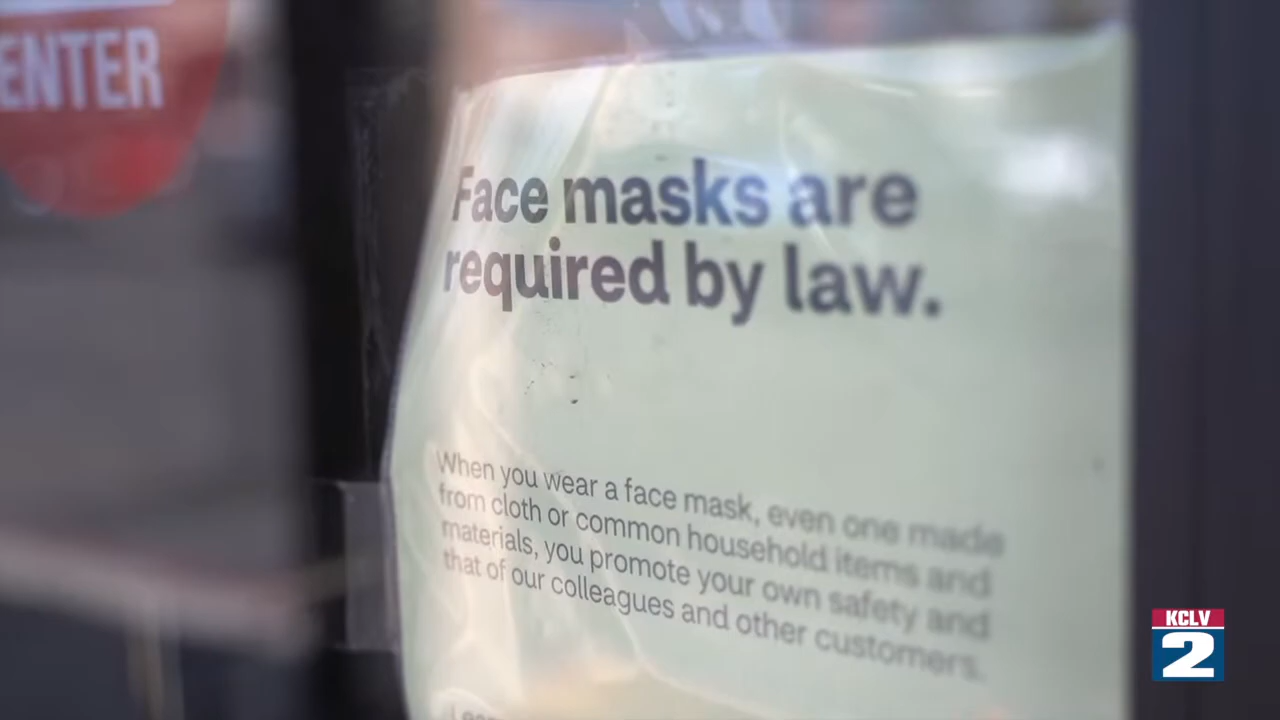 ENTER
Face masks are
required by law.
When you wear a face mask, even one made
from cloth or common household items and
materials, you promote your own safety and
that of our colleagues and other customers.
KCLV
2